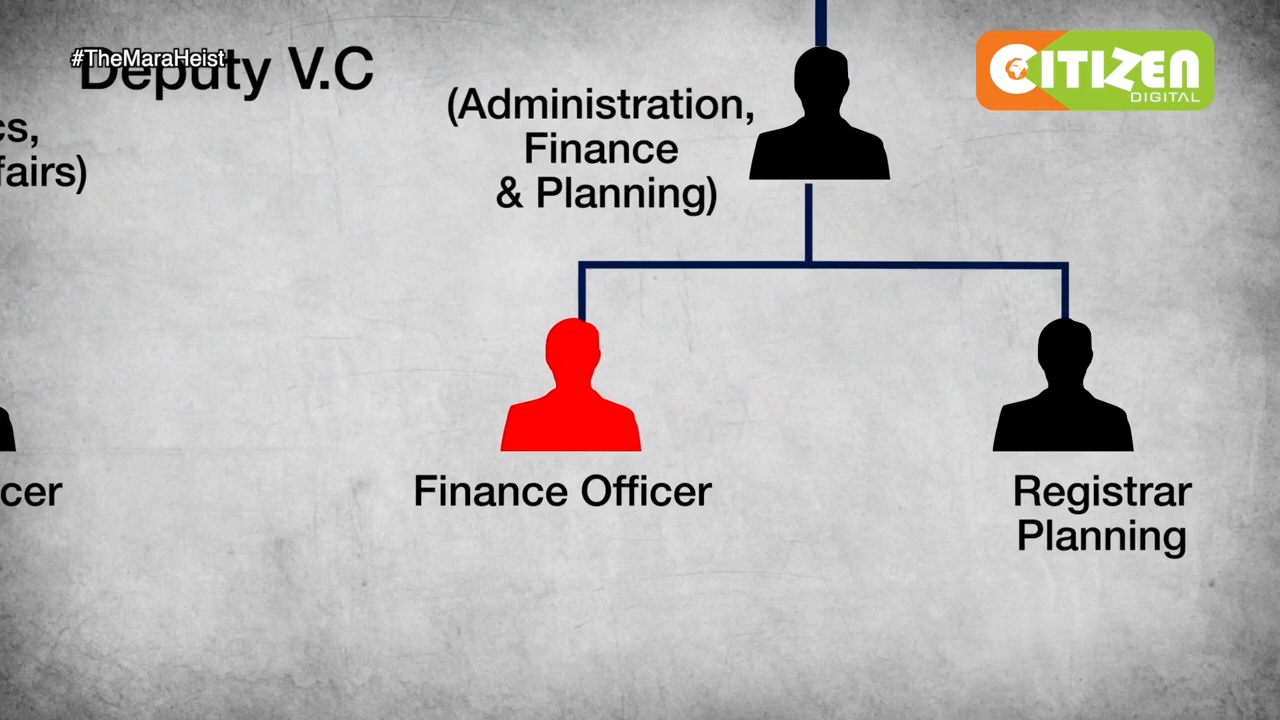 #TheMaraHeist
Deputy V.C
cs,
fairs)
(Administration,
Finance
& Planning)
CITIZEN
DIGITAL
cer
Finance Officer
Registrar
Planning